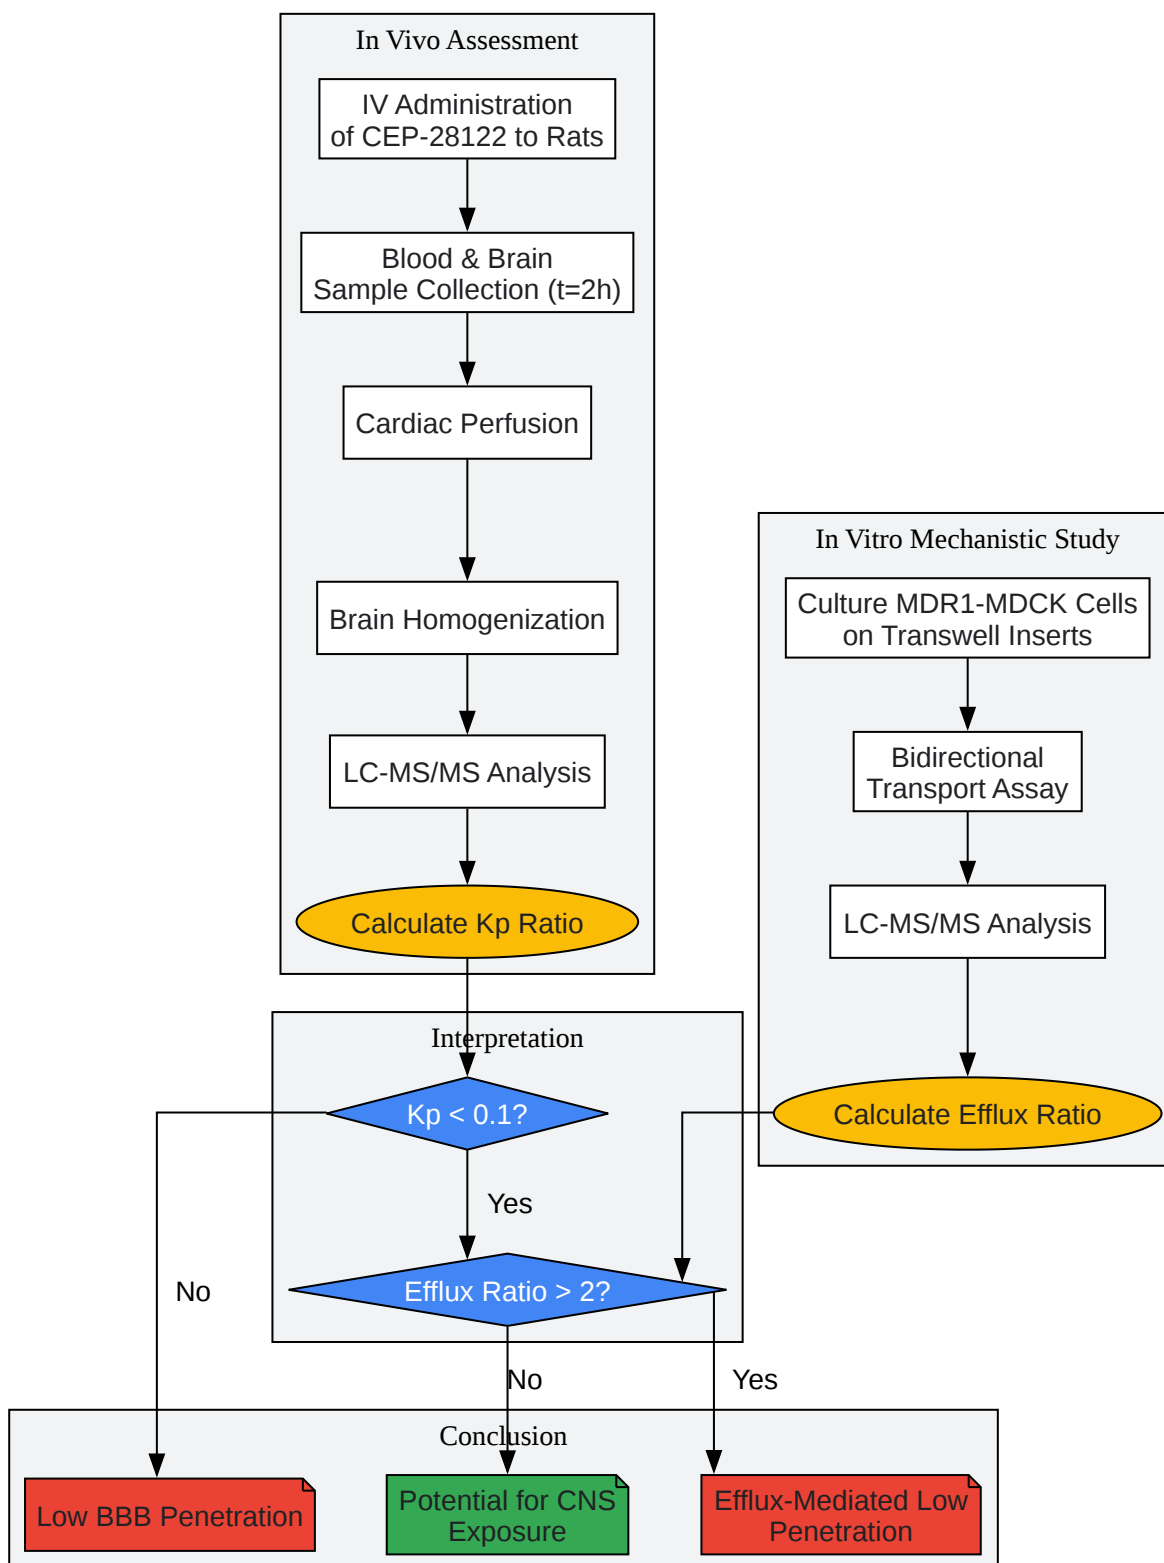 In Vivo Assessment
IV Administration
of CEP-28122 to Rats
Blood & Brain
Sample Collection (t=2h)
Cardiac Perfusion
Brain Homogenization
LC-MS/MS Analysis
Calculate Kp Ratio
In Vitro Mechanistic Study
Culture MDR1-MDCK Cells
on Transwell Inserts
Bidirectional
Transport Assay
LC-MS/MS Analysis
Calculate Efflux Ratio
Interpretation
Kp < 0.1?
Yes
No
Efflux Ratio > 2?
No
Yes
Conclusion
Low BBB Penetration
Potential for CNS
Exposure
Efflux-Mediated Low
Penetration